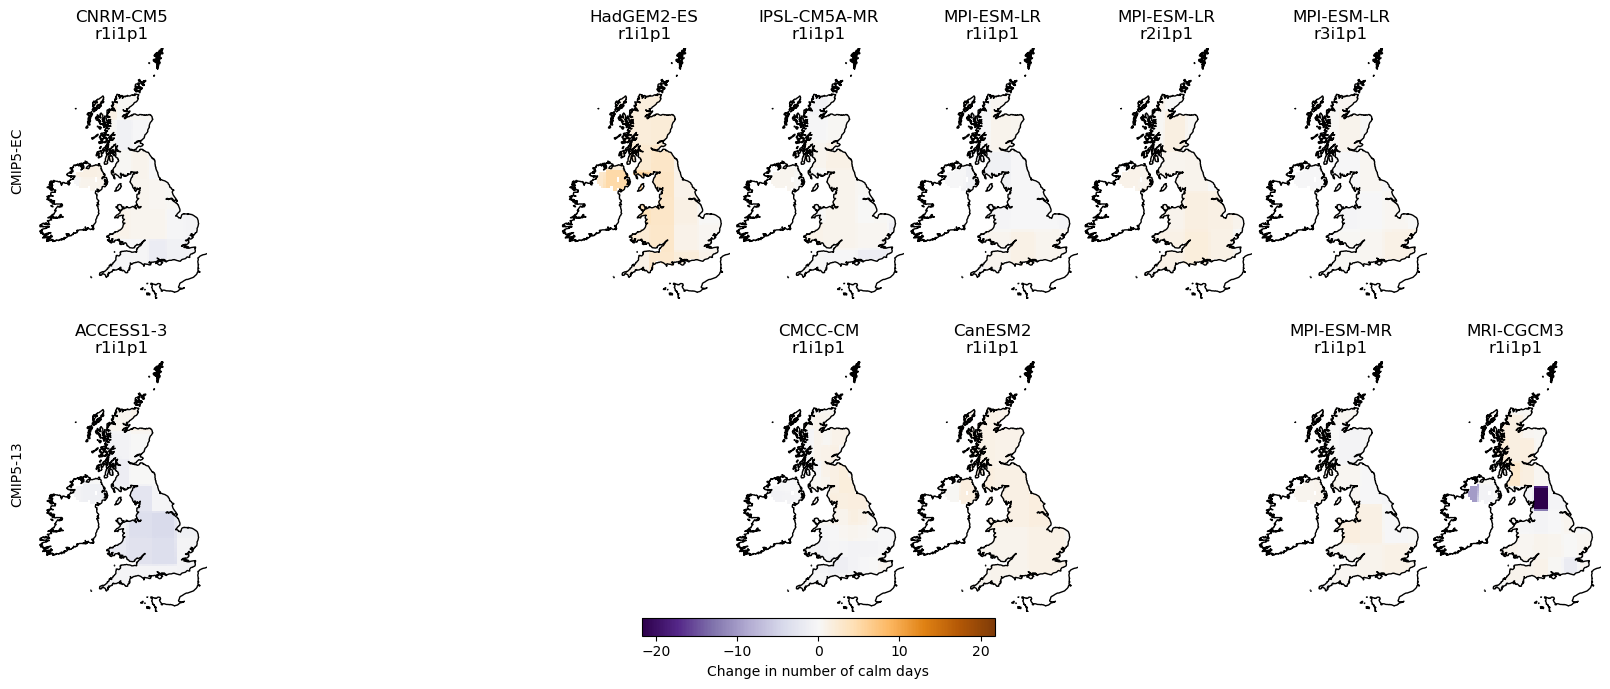 CNRM-CM5
r1i1p1
HadGEM2-ES
r1i1p1
IPSL-CM5A-MR
r1i1p1
MPI-ESM-LR
r1i1p1
MPI-ESM-LR
r2i1p1
MPI-ESM-LR
r3i1p1
CMIP5-EC
ACCESS1-3
r1i1p1
CMCC-CM
r1i1p1
CanESM2
r1i1p1
MPI-ESM-MR
r1i1p1
MRI-CGCM3
r1i1p1
CMIP5-13
−20 −10 0 10 20
Change in number of calm days